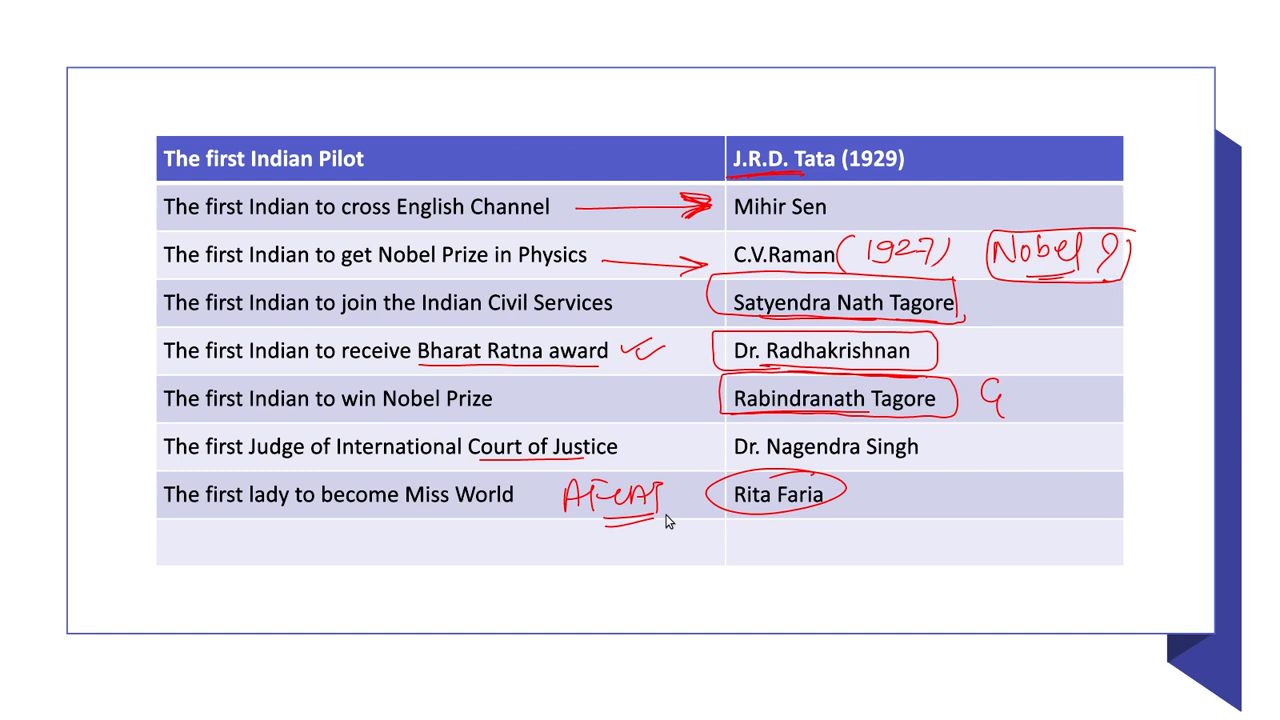 The first Indian Pilot J.R.D. Tata (1929)
The first Indian to cross English Channel Mihir Sen
The first Indian to get Nobel Prize in Physics C.V.Raman (1927) Nobel ?
The first Indian to join the Indian Civil Services Satyendra Nath Tagore
The first Indian to receive Bharat Ratna award Dr. Radhakrishnan
The first Indian to win Nobel Prize Rabindranath Tagore
The first Judge of International Court of Justice Dr. Nagendra Singh
The first lady to become Miss World AFCAT Rita Faria